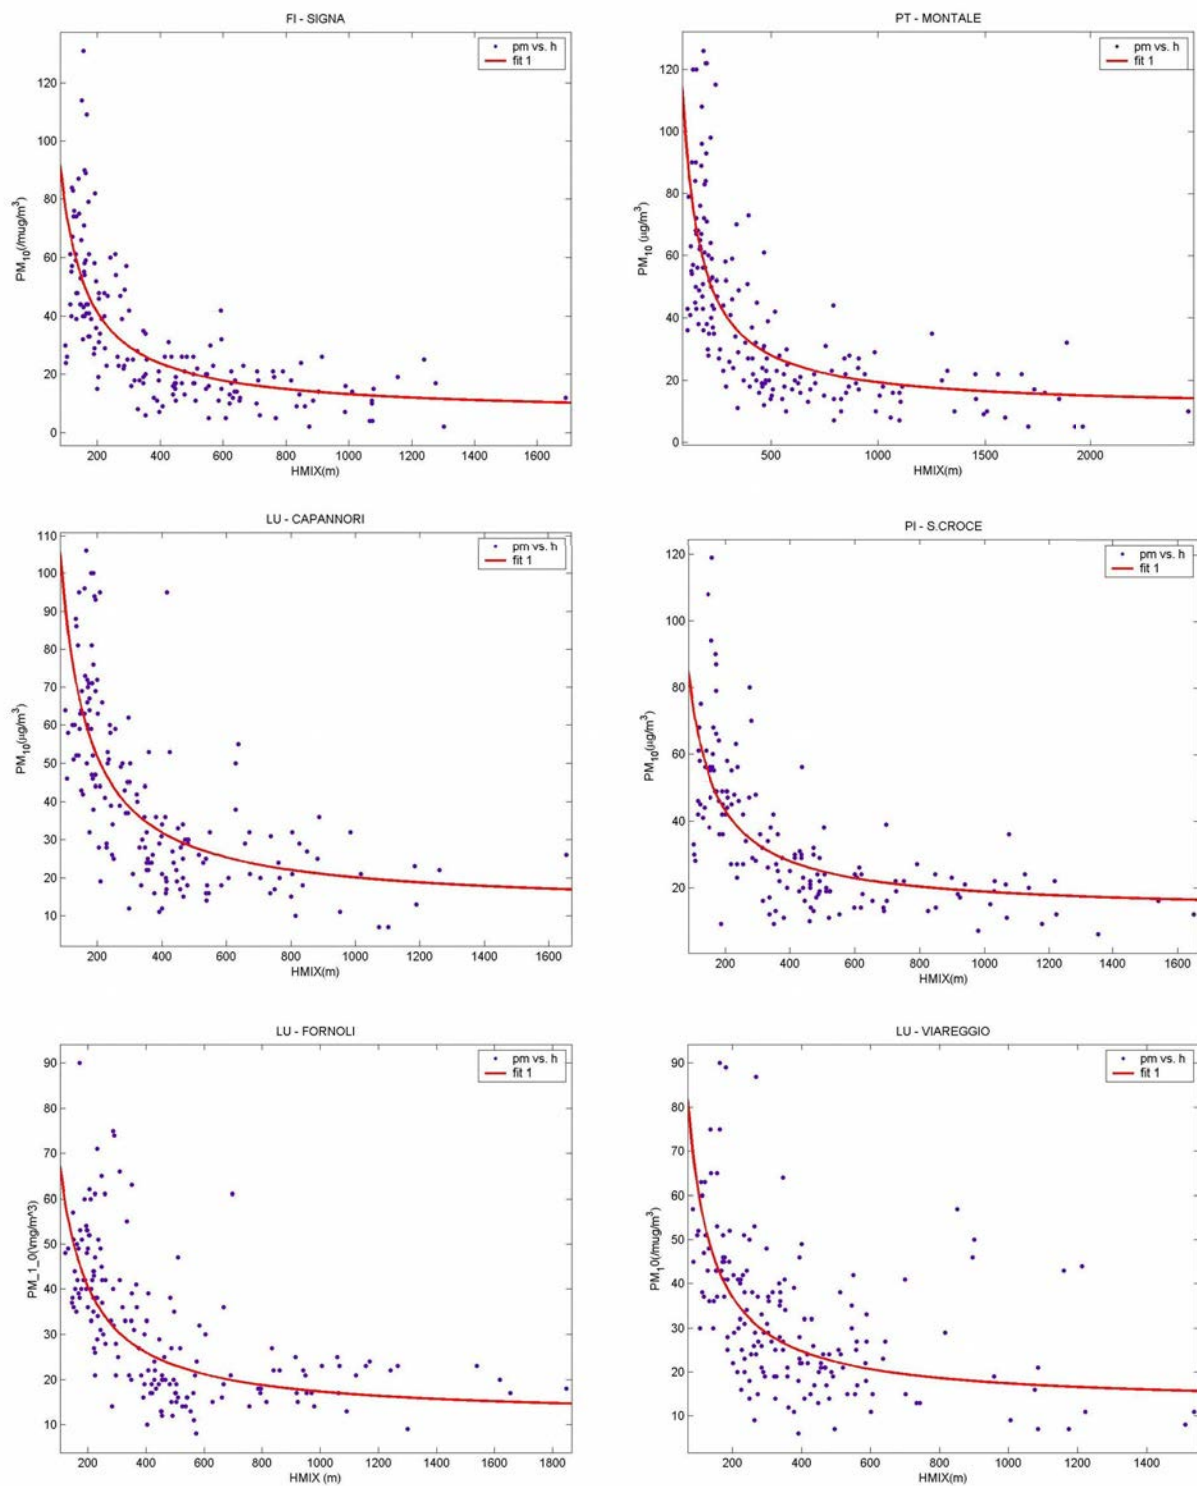 FI - SIGNA
pm vs. h
fit 1
PM10(/mug/m3)
120
100
80
60
40
20
0
200 400 600 800 1000 1200 1400 1600
HMIX(m)
PT - MONTALE
pm vs. h
fit 1
PM10 (µg/m3)
120
100
80
60
40
20
0
500 1000 1500 2000
HMIX(m)
LU - CAPANNORI
pm vs. h
fit 1
PM10(µg/m3)
110
100
90
80
70
60
50
40
30
20
10
200 400 600 800 1000 1200 1400 1600
HMIX(m)
PI - S.CROCE
pm vs. h
fit 1
PM10(µg/m3)
120
100
80
60
40
20
200 400 600 800 1000 1200 1400 1600
HMIX(m)
LU - FORNOLI
pm vs. h
fit 1
90
80
70
60
50
40
30
20
10
200 400 600 800 1000 1200 1400 1600 1800
HMIX (m)
LU - VIAREGGIO
pm vs. h
fit 1
PM10(/mug/m3)
90
80
70
60
50
40
30
20
10
200 400 600 800 1000 1200 1400
HMIX(m)